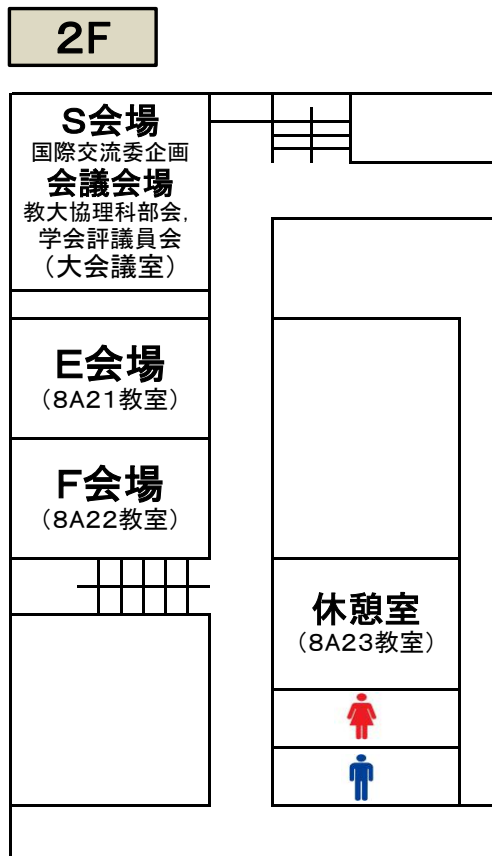 2F
S会場
国際交流委企画
会議会場
教大協理科部会,
学会評議員会
（大会議室）
E会場
（8A21教室）
F会場
（8A22教室）
休憩室
（8A23教室）